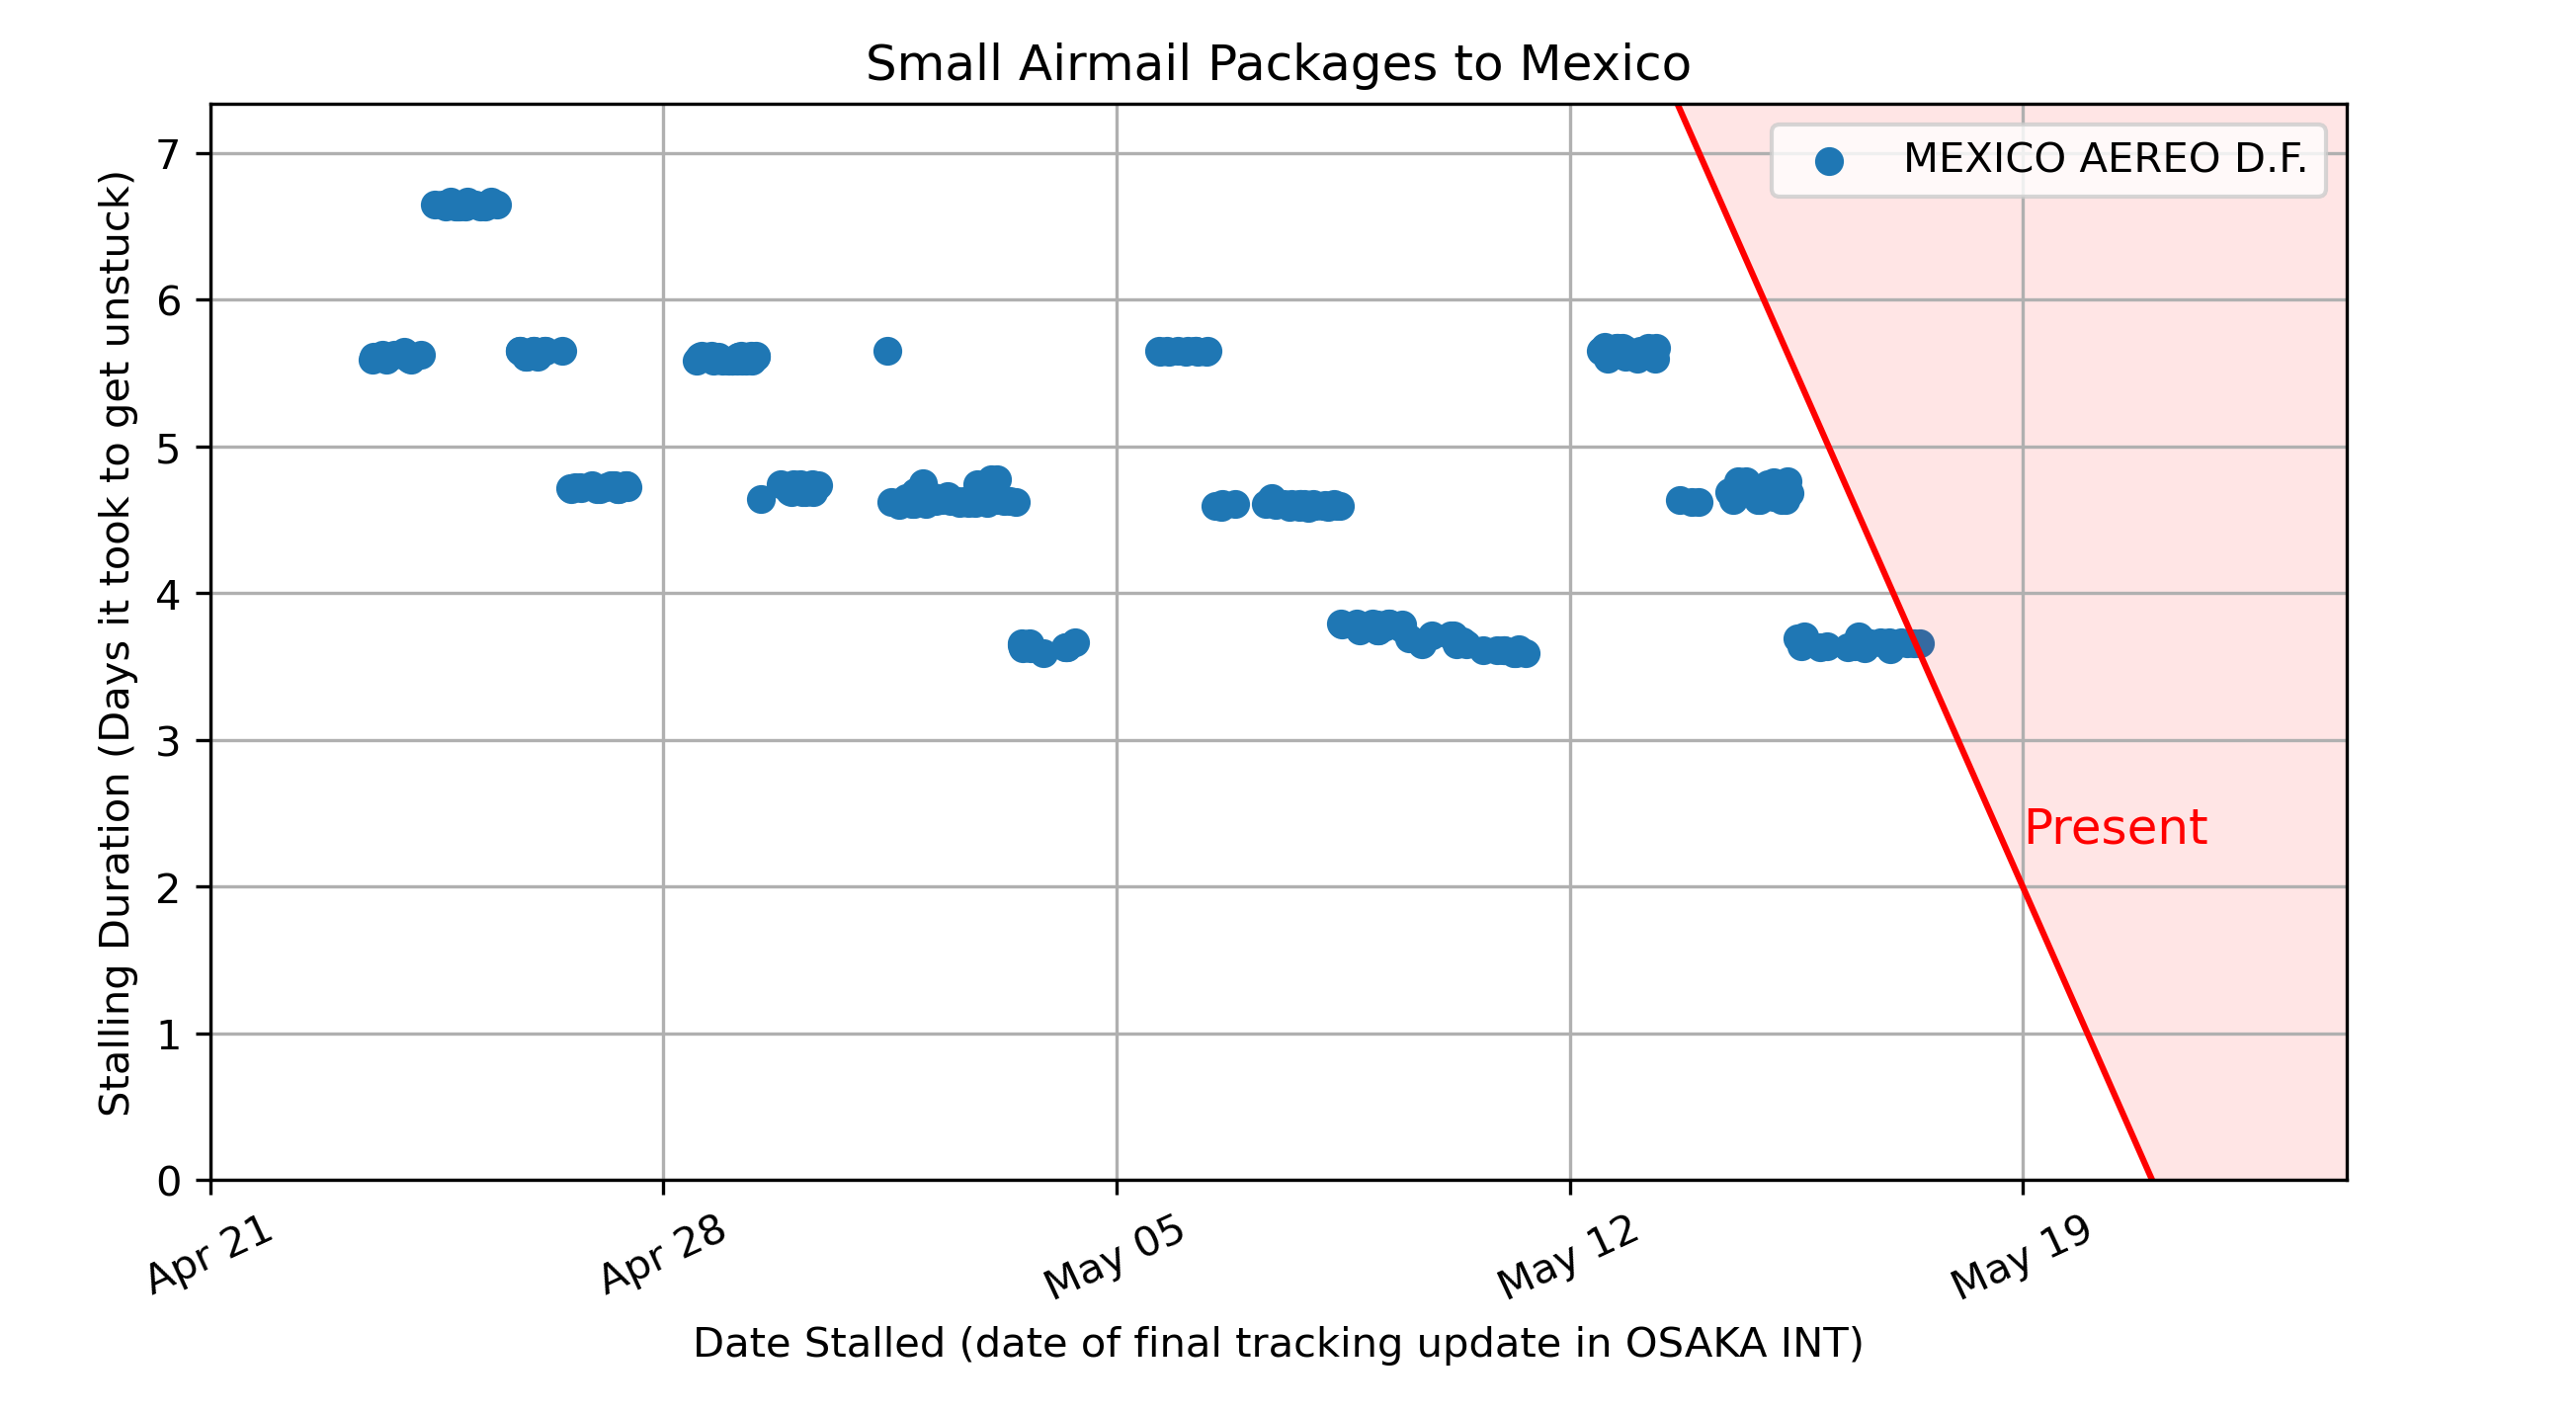 Small Airmail Packages to Mexico
MEXICO AEREO D.F.
Stalling Duration (Days it took to get unstuck)
7
6
5
4
3
2
1
0
Present
Apr 21
Apr 28
May 05
May 12
May 19
Date Stalled (date of final tracking update in OSAKA INT)